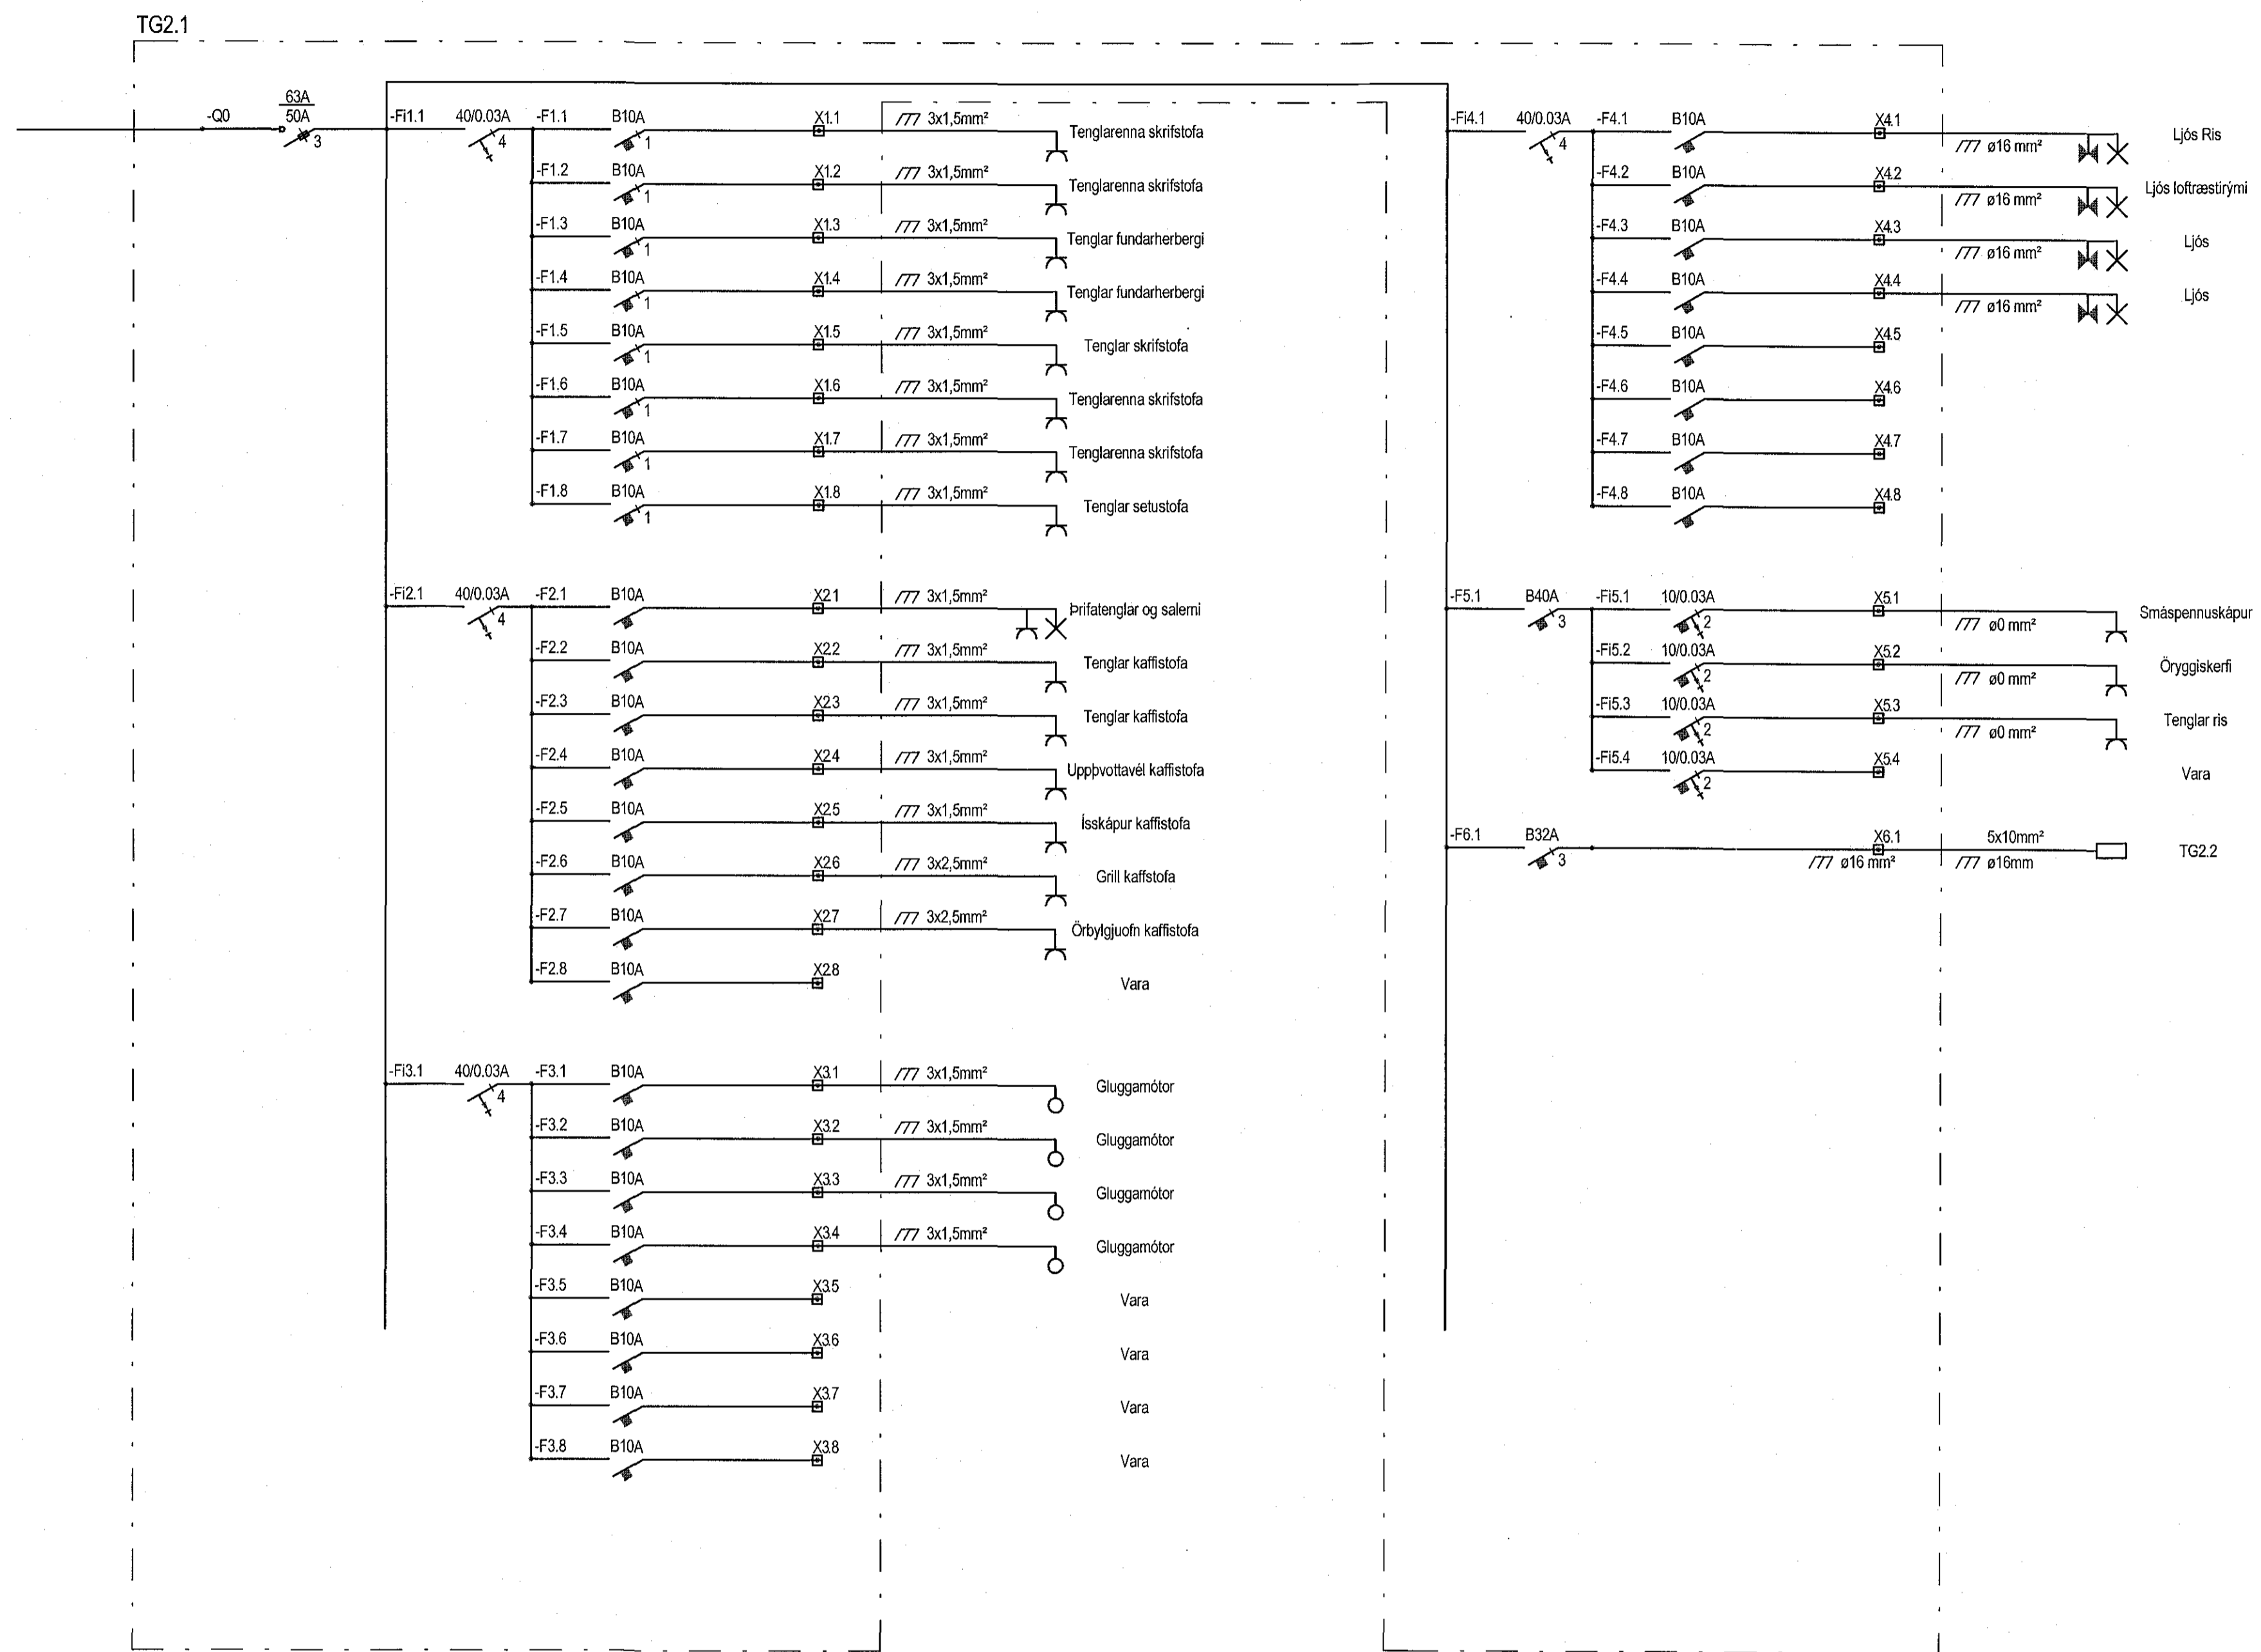 TG2.1
-Q0 63A 50A 3
-Fi1.1 40/0.03A 4
-F1.1 B10A 1 X1.1 3x1,5mm² Tenglarenna skrifstofa
-F1.2 B10A 1 X1.2 3x1,5mm² Tenglarenna skrifstofa
-F1.3 B10A 1 X1.3 3x1,5mm² Tenglar fundarherbergi
-F1.4 B10A 1 X1.4 3x1,5mm² Tenglar fundarherbergi
-F1.5 B10A 1 X1.5 3x1,5mm² Tenglar skrifstofa
-F1.6 B10A 1 X1.6 3x1,5mm² Tenglarenna skrifstofa
-F1.7 B10A 1 X1.7 3x1,5mm² Tenglarenna skrifstofa
-F1.8 B10A 1 X1.8 3x1,5mm² Tenglar setustofa
-Fi2.1 40/0.03A 4
-F2.1 B10A X2.1 3x1,5mm² Þrifatenglar og salerni
-F2.2 B10A X2.2 3x1,5mm² Tenglar kaffistofa
-F2.3 B10A X2.3 3x1,5mm² Tenglar kaffistofa
-F2.4 B10A X2.4 3x1,5mm² Uppþvottavél kaffistofa
-F2.5 B10A X2.5 3x1,5mm² Ísskápur kaffistofa
-F2.6 B10A X2.6 3x2,5mm² Grill kaffstofa
-F2.7 B10A X2.7 3x2,5mm² Örbylgjuofn kaffistofa
-F2.8 B10A X2.8 Vara
-Fi3.1 40/0.03A 4
-F3.1 B10A X3.1 3x1,5mm² Gluggamótor
-F3.2 B10A X3.2 3x1,5mm² Gluggamótor
-F3.3 B10A X3.3 3x1,5mm² Gluggamótor
-F3.4 B10A X3.4 3x1,5mm² Gluggamótor
-F3.5 B10A X3.5 Vara
-F3.6 B10A X3.6 Vara
-F3.7 B10A X3.7 Vara
-F3.8 B10A X3.8 Vara
-Fi4.1 40/0.03A 4
-F4.1 B10A X4.1 ø16 mm² Ljós Ris
-F4.2 B10A X4.2 ø16 mm² Ljós loftræstirými
-F4.3 B10A X4.3 ø16 mm² Ljós
-F4.4 B10A X4.4 ø16 mm² Ljós
-F4.5 B10A X4.5
-F4.6 B10A X4.6
-F4.7 B10A X4.7
-F4.8 B10A X4.8
-F5.1 B40A 3
-Fi5.1 10/0.03A 2 X5.1 ø0 mm² Smáspennuskápur
-Fi5.2 10/0.03A 2 X5.2 ø0 mm² Öryggiskerfi
-Fi5.3 10/0.03A 2 X5.3 ø0 mm² Tenglar ris
-Fi5.4 10/0.03A 2 X5.4 Vara
-F6.1 B32A 3 X6.1 ø16 mm² 5x10mm² ø16mm TG2.2